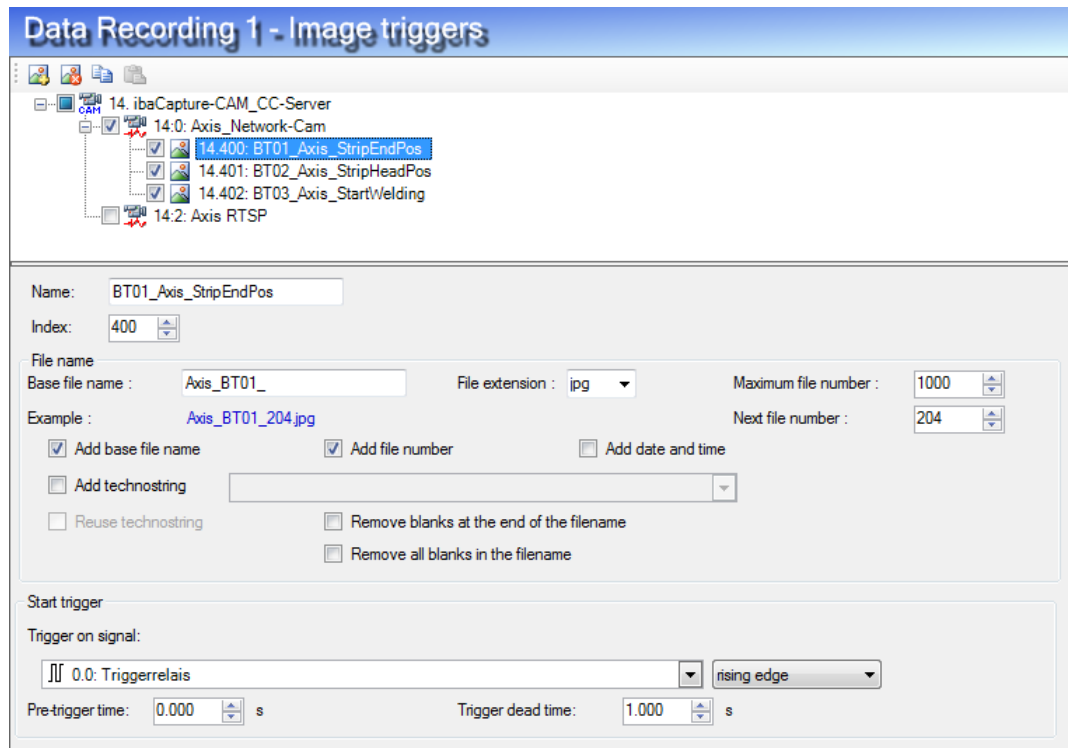 Data Recording 1 - Image triggers
CAM 14. ibaCapture-CAM_CC-Server
14:0: Axis_Network-Cam
14.400: BT01_Axis_StripEndPos
14.401: BT02_Axis_StripHeadPos
14.402: BT03_Axis_StartWelding
14:2: Axis RTSP
Name: BT01_Axis_StripEndPos
Index: 400
File name
Base file name : Axis_BT01_ File extension : jpg Maximum file number : 1000
Example : Axis_BT01_204.jpg Next file number : 204
Add base file name Add file number Add date and time
Add technostring
Reuse technostring Remove blanks at the end of the filename
Remove all blanks in the filename
Start trigger
Trigger on signal:
0.0: Triggerrelais rising edge
Pre-trigger time: 0.000 s Trigger dead time: 1.000 s